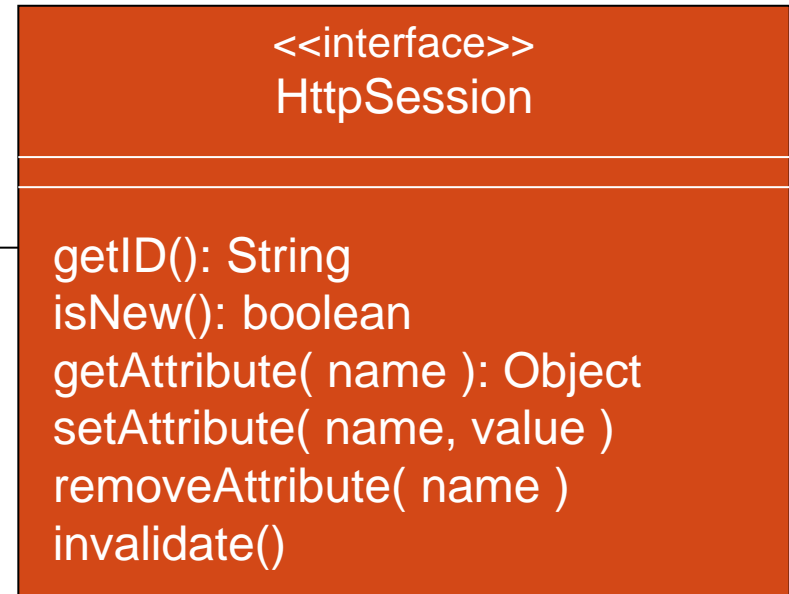 <<interface>>
HttpSession
getID(): String
isNew(): boolean
getAttribute( name ): Object
setAttribute( name, value )
removeAttribute( name )
invalidate()